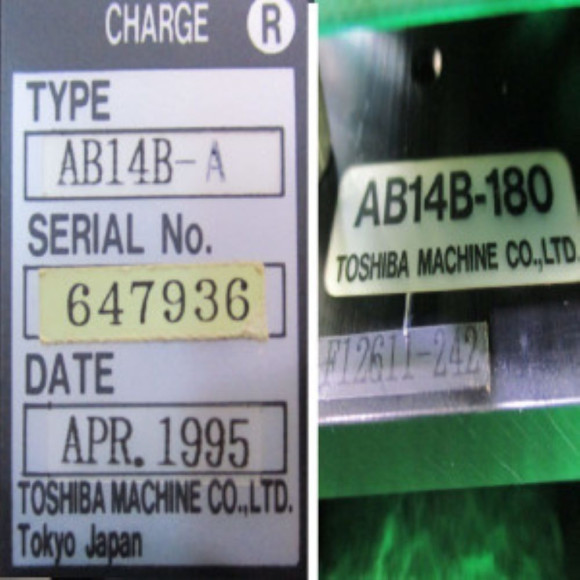 CHARGE R
TYPE
AB14B-A
SERIAL No.
647936
DATE
APR. 1995
TOSHIBA MACHINE CO.,LTD.
Tokyo Japan
AB14B-180
TOSHIBA MACHINE CO.,LTD.
F12611-242